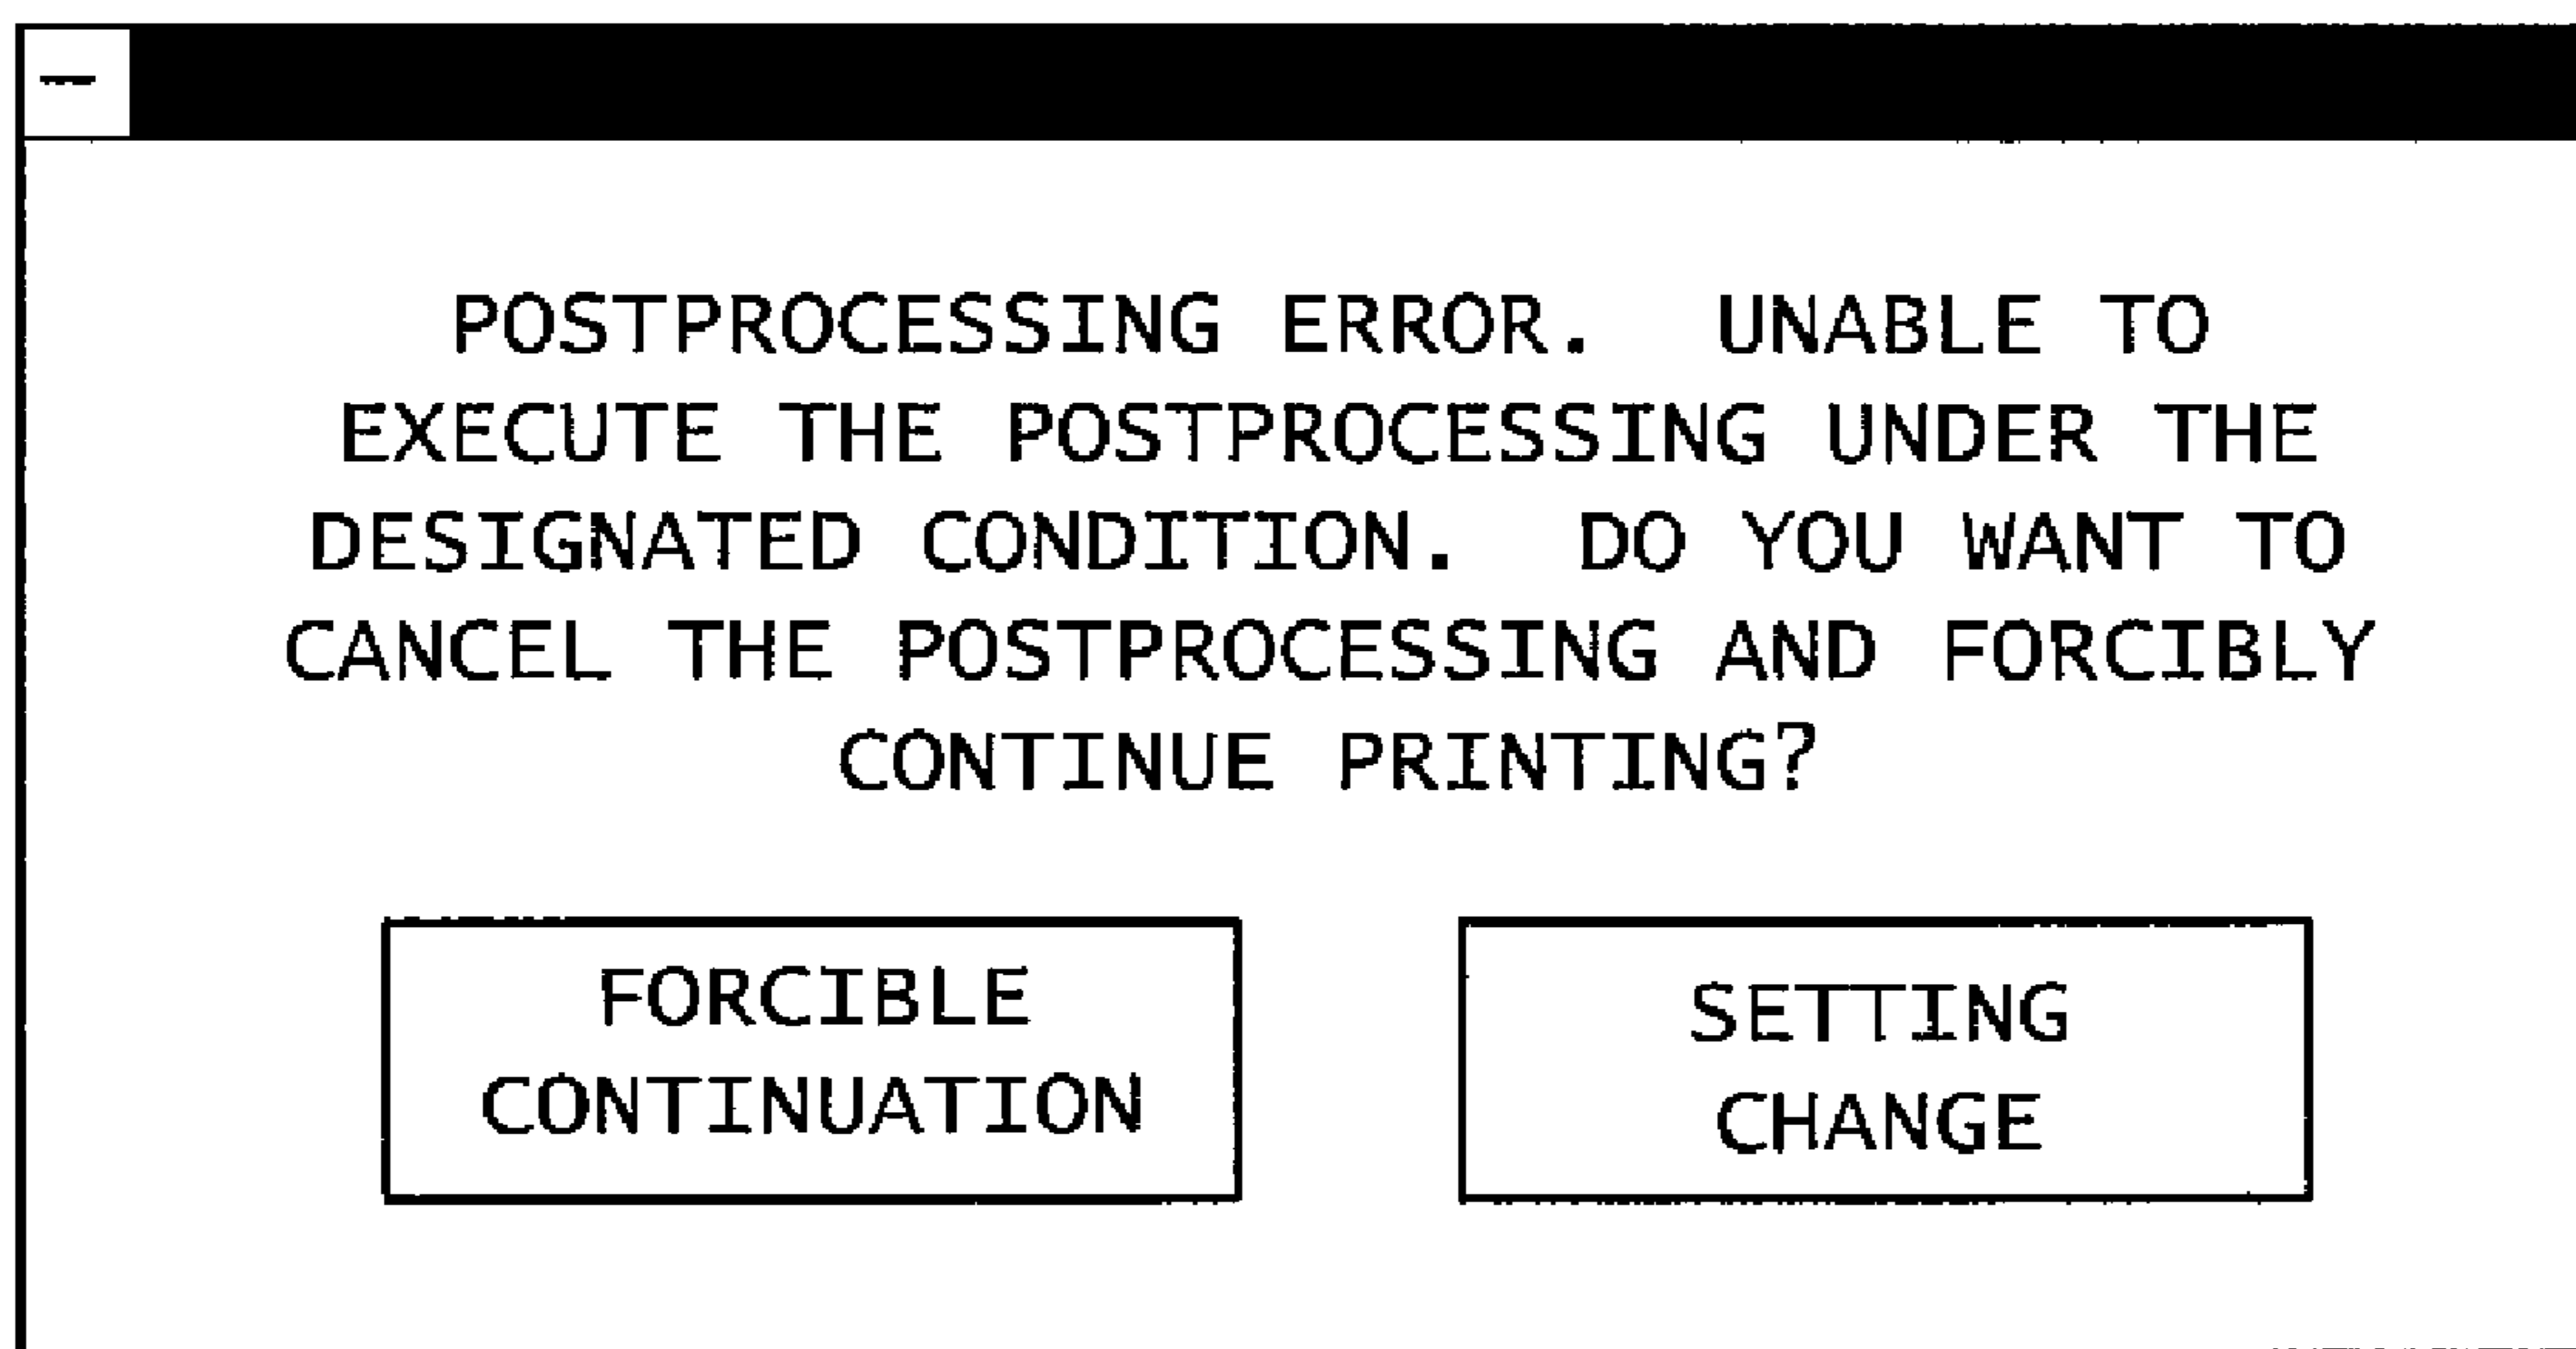 POSTPROCESSING ERROR.  UNABLE TO
EXECUTE THE POSTPROCESSING UNDER THE
DESIGNATED CONDITION.  DO YOU WANT TO
CANCEL THE POSTPROCESSING AND FORCIBLY
CONTINUE PRINTING?
FORCIBLE
CONTINUATION
SETTING
CHANGE